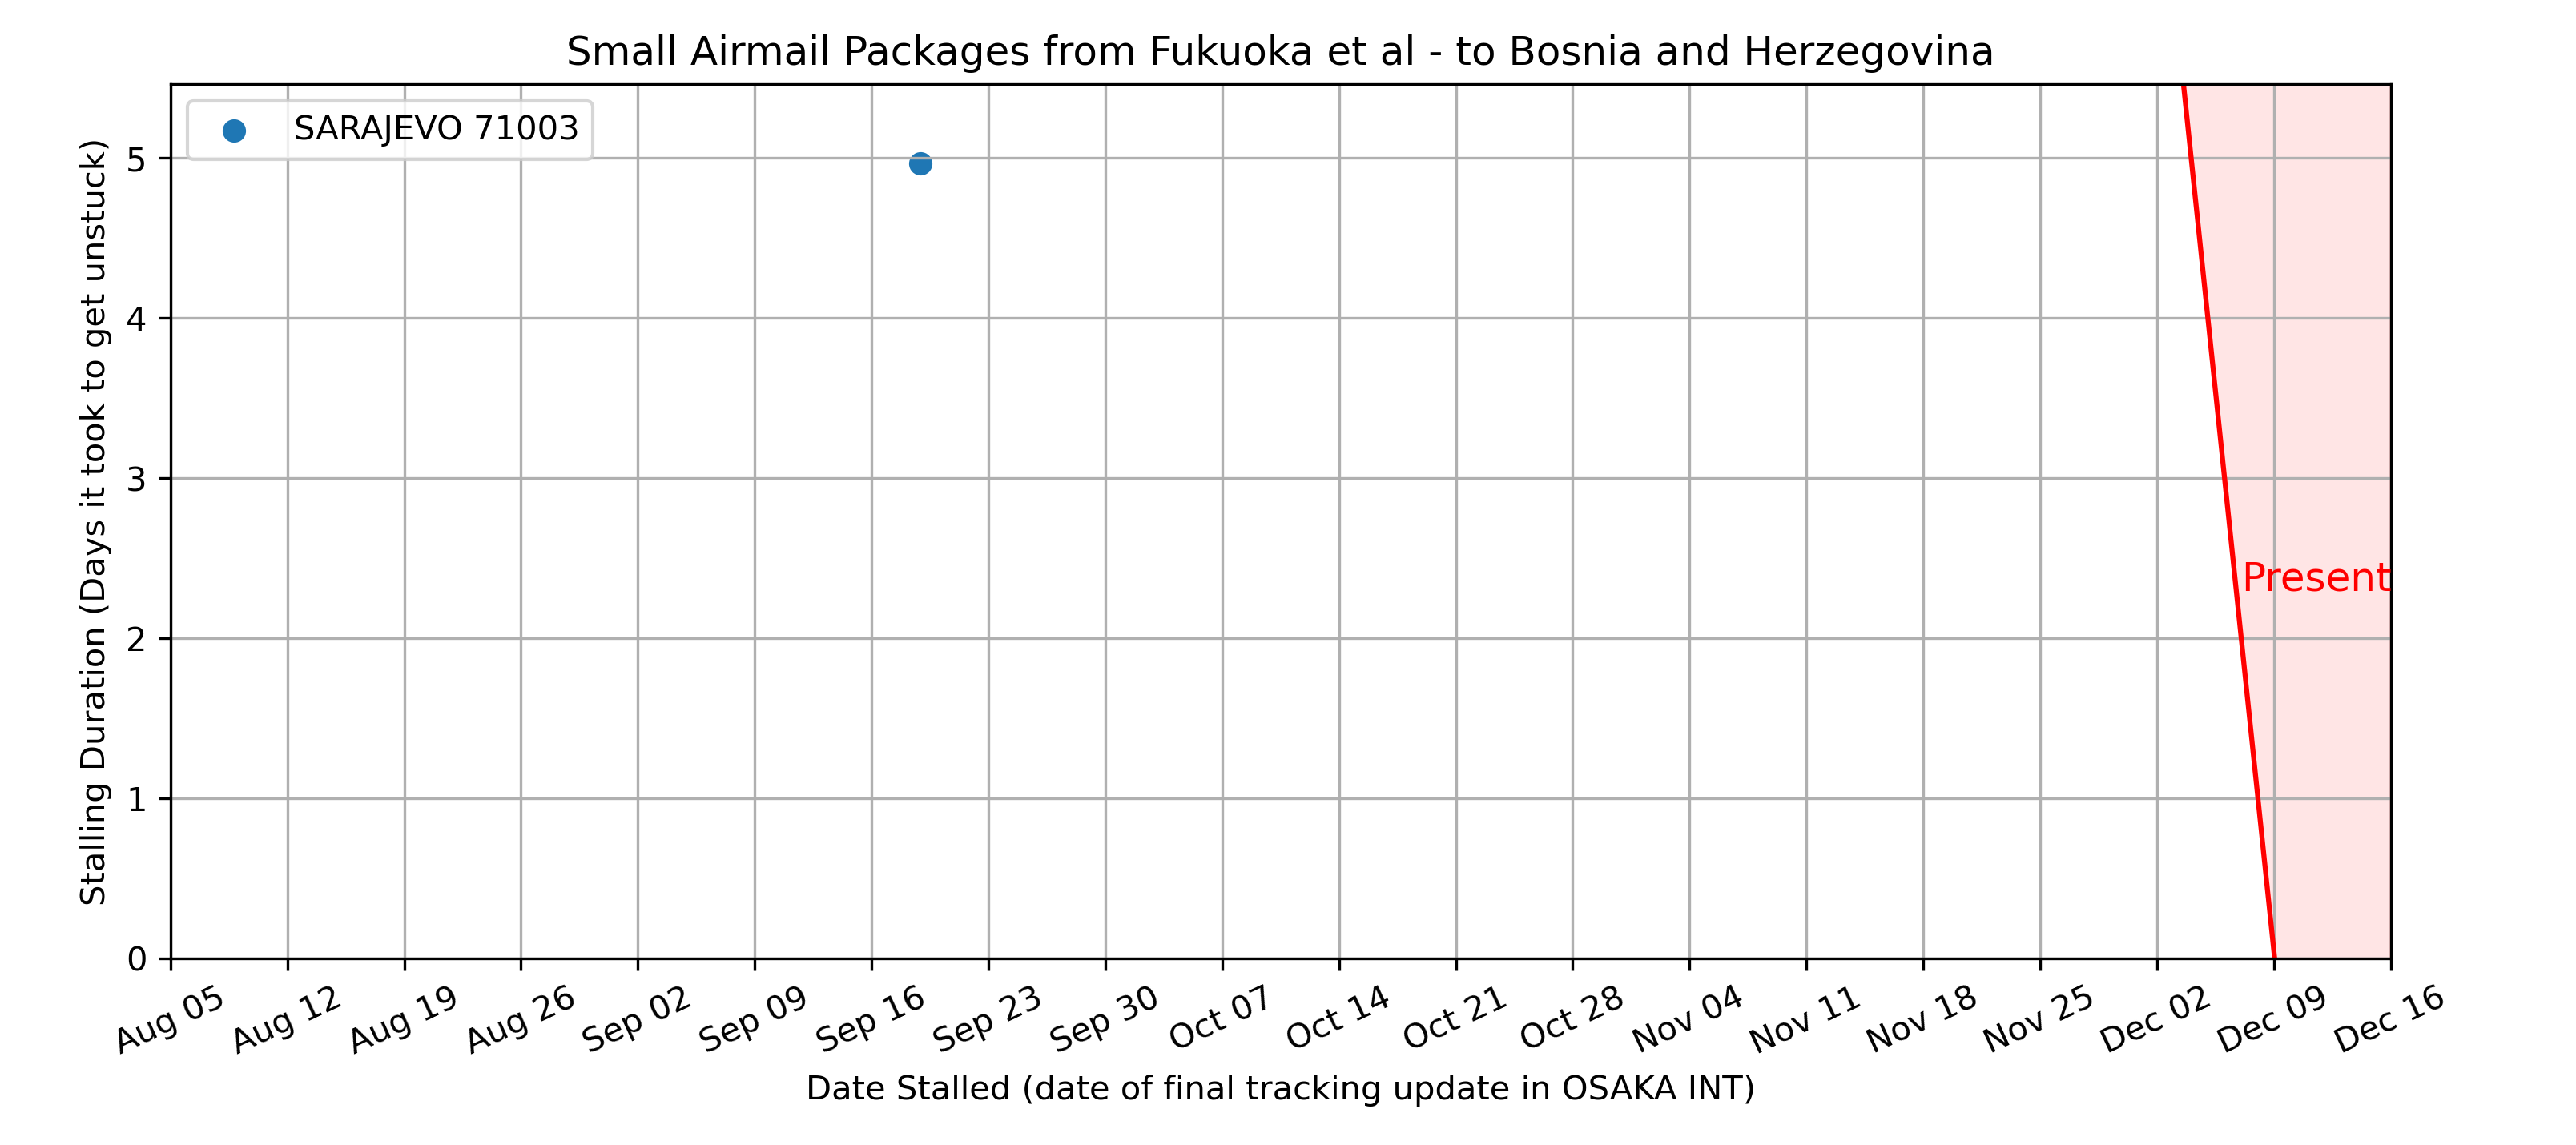 Small Airmail Packages from Fukuoka et al - to Bosnia and Herzegovina
SARAJEVO 71003
Stalling Duration (Days it took to get unstuck)
5
4
3
2
1
0
Present
Aug 05
Aug 12
Aug 19
Aug 26
Sep 02
Sep 09
Sep 16
Sep 23
Sep 30
Oct 07
Oct 14
Oct 21
Oct 28
Nov 04
Nov 11
Nov 18
Nov 25
Dec 02
Dec 09
Dec 16
Date Stalled (date of final tracking update in OSAKA INT)